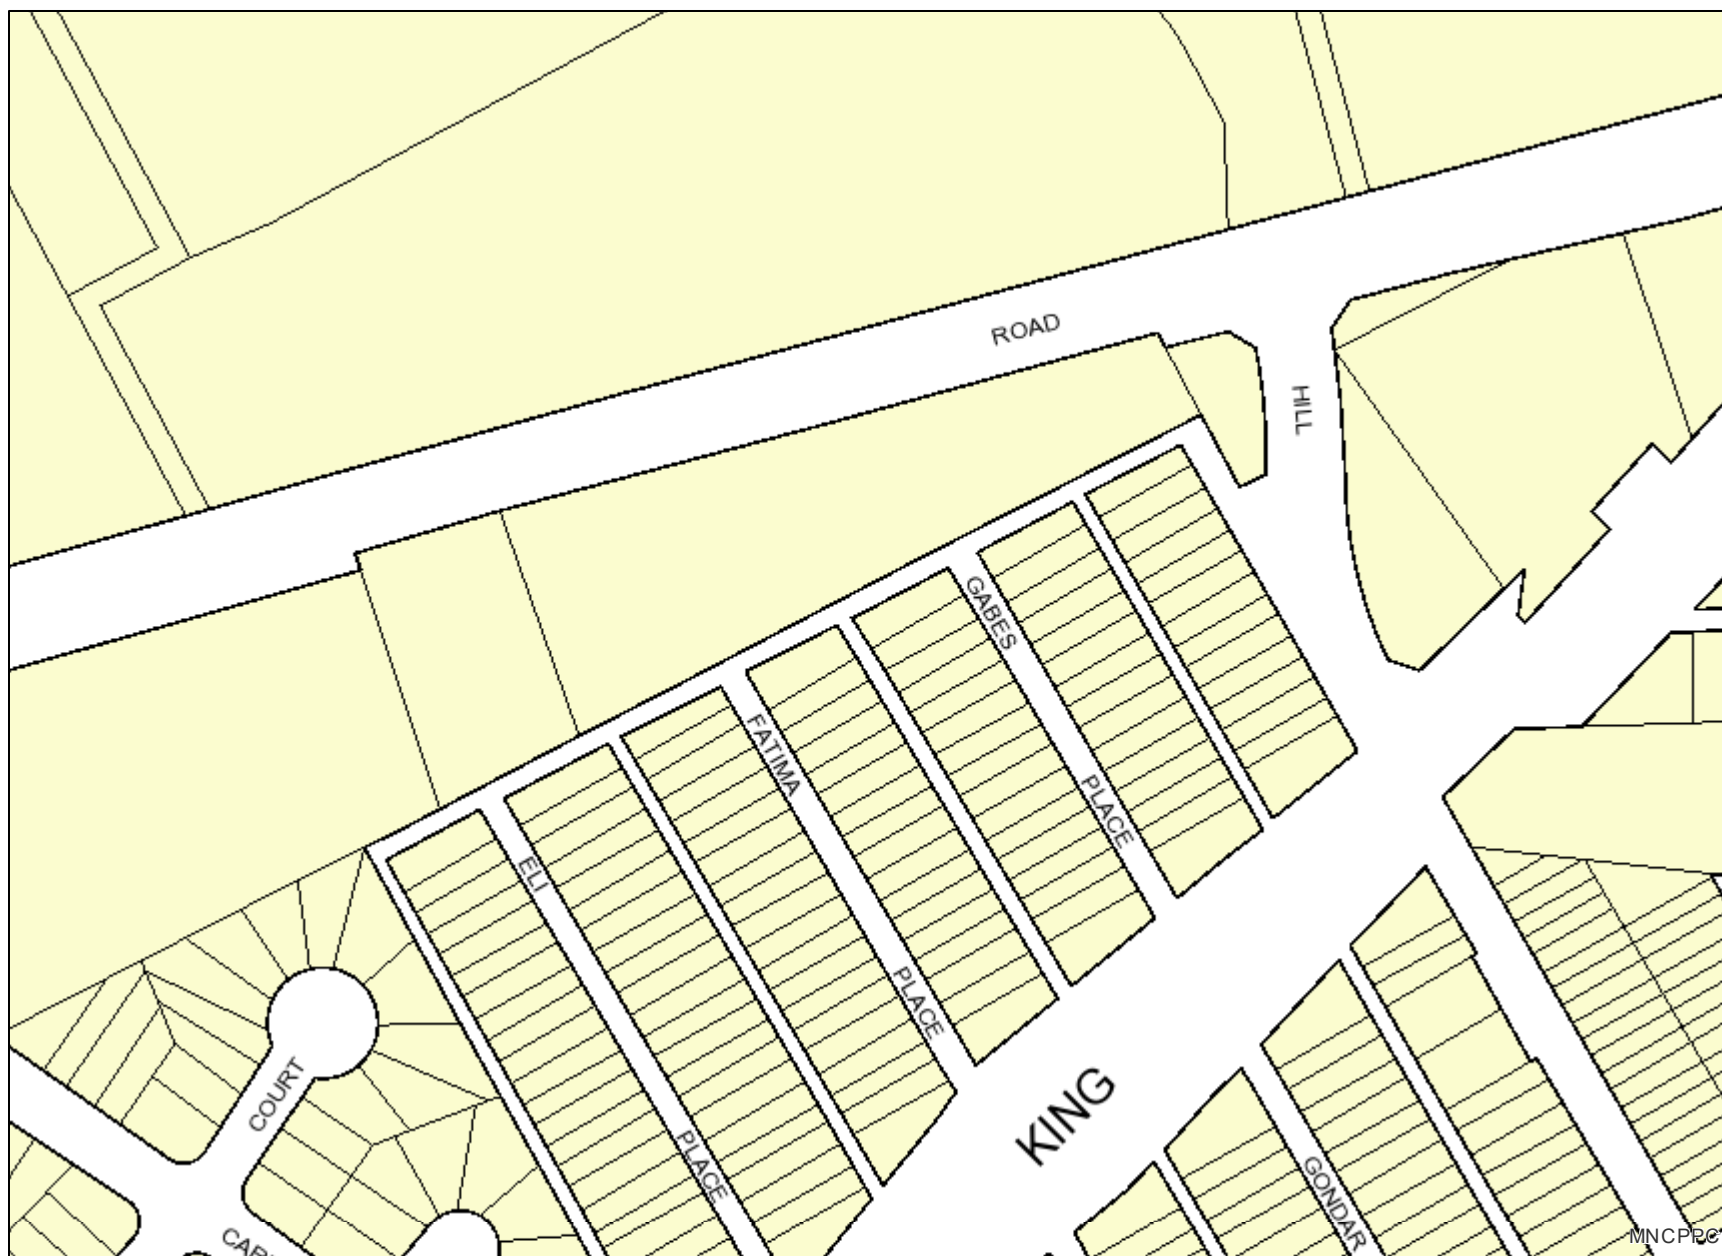 ROAD
HILL
GABES
PLACE
FATIMA
PLACE
ELI
PLACE
COURT
KING
GONDAR
MNCPPC